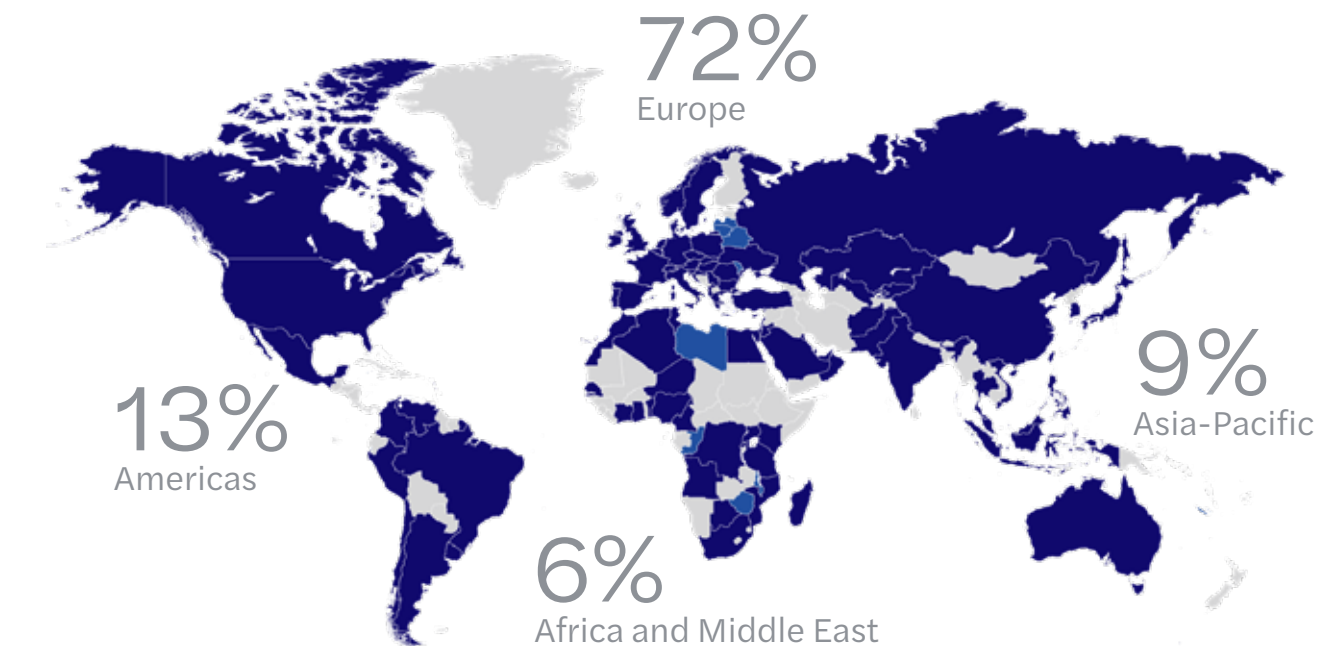 72%
Europe
9%
Asia-Pacific
13%
Americas
6%
Africa and Middle East